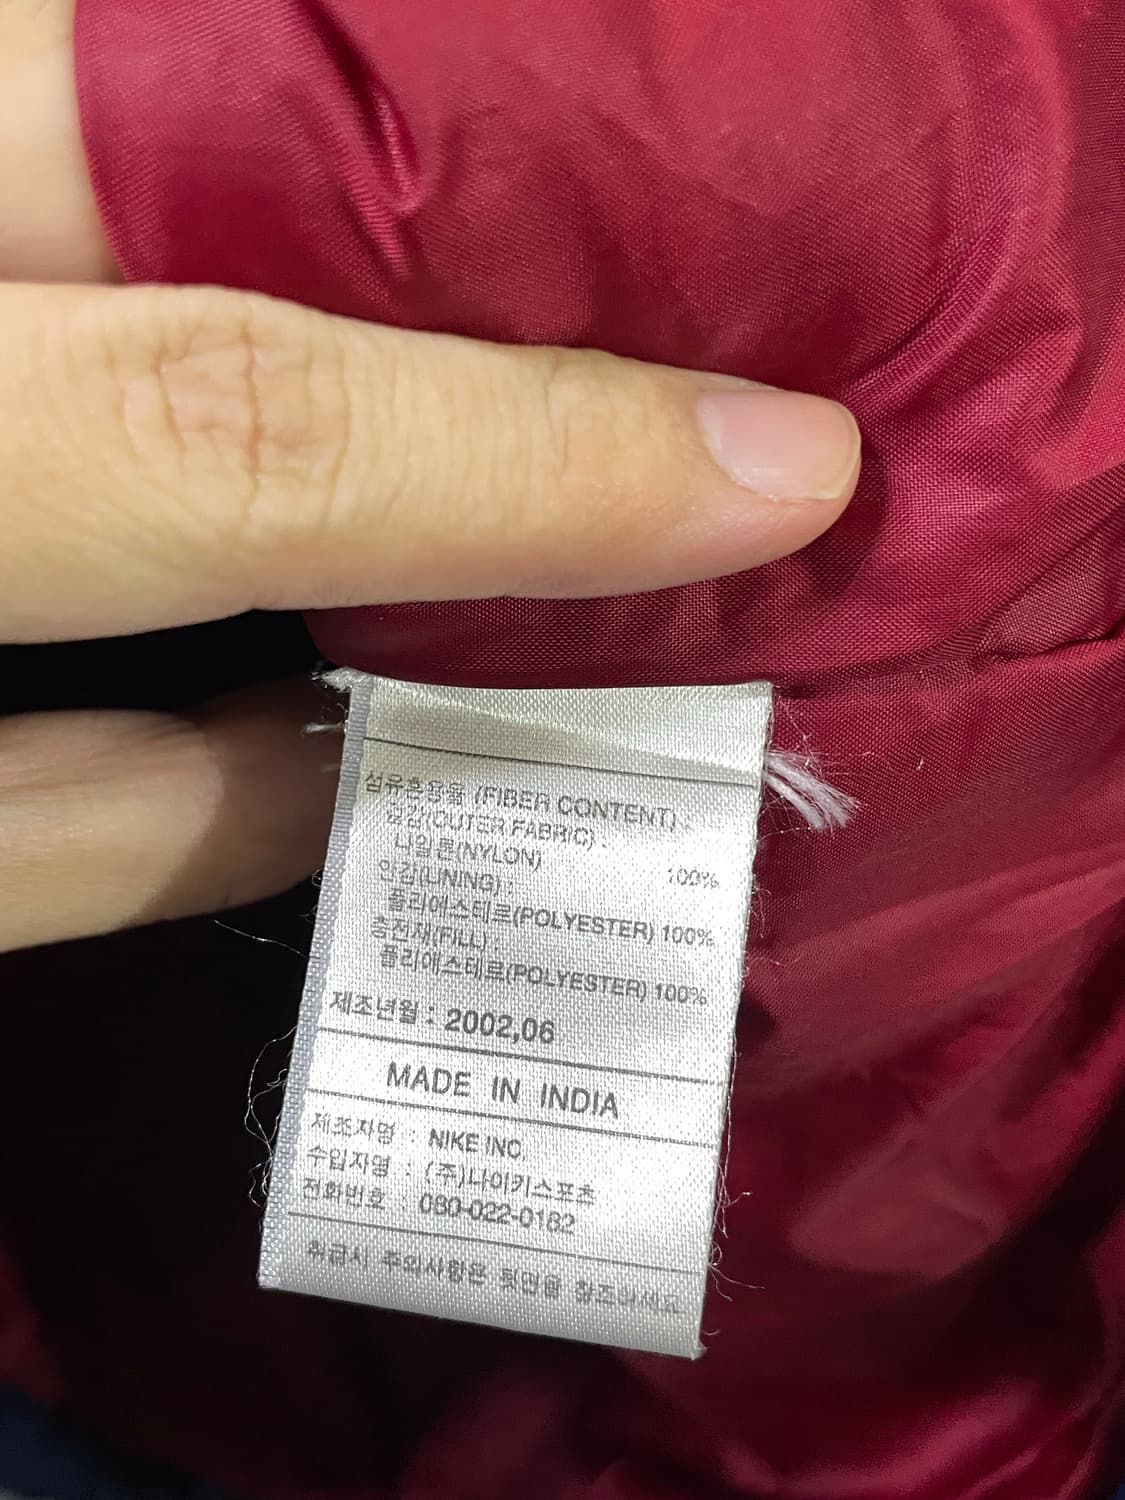 섬유혼용율 (FIBER CONTENT) :
겉감(OUTER FABRIC) :
나일론(NYLON) 100%
안감(LINING) :
폴리에스테르(POLYESTER) 100%
충전재(FILL) :
폴리에스테르(POLYESTER) 100%
제조년월 : 2002,06
MADE IN INDIA
제조자명 : NIKE INC.
수입자명 : (주)나이키스포츠
전화번호 : 080-022-0182
취급시 주의사항은 뒷면을 참조하세요